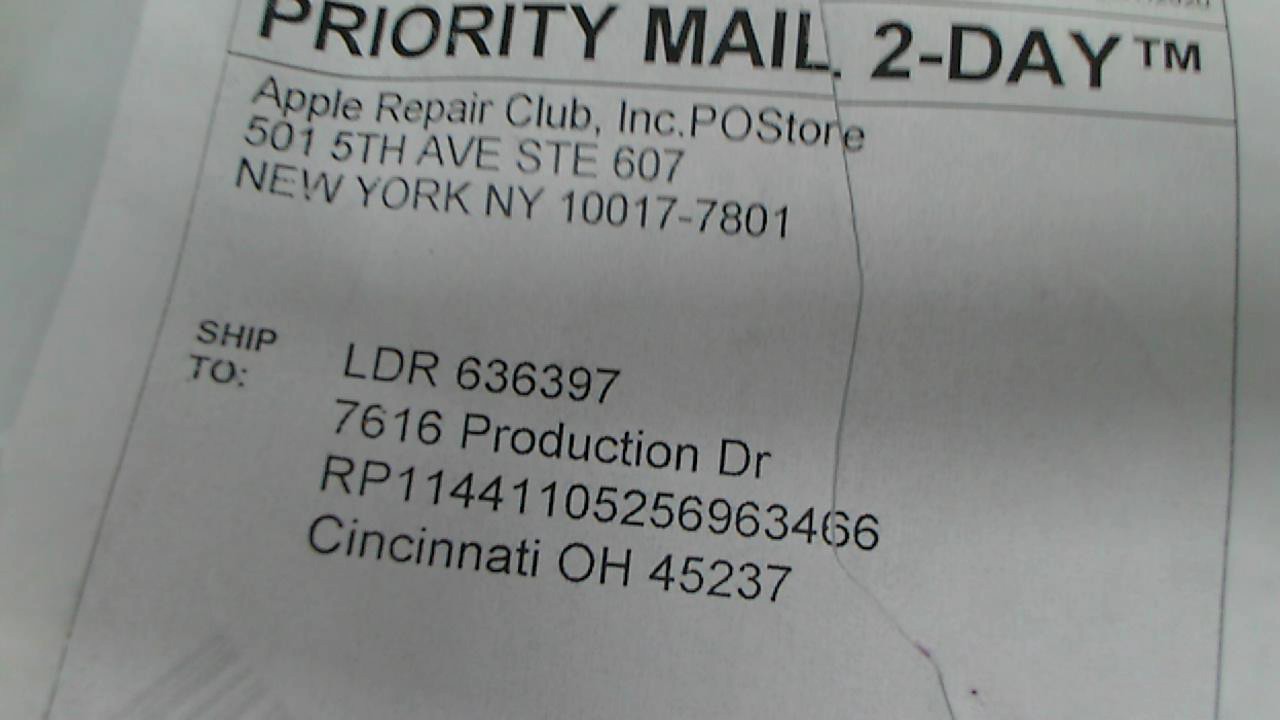 PRIORITY MAIL 2-DAY™
Apple Repair Club, Inc.POStore
501 5TH AVE STE 607
NEW YORK NY 10017-7801
SHIP TO:
LDR 636397
7616 Production Dr
RP11441105256963466
Cincinnati OH 45237